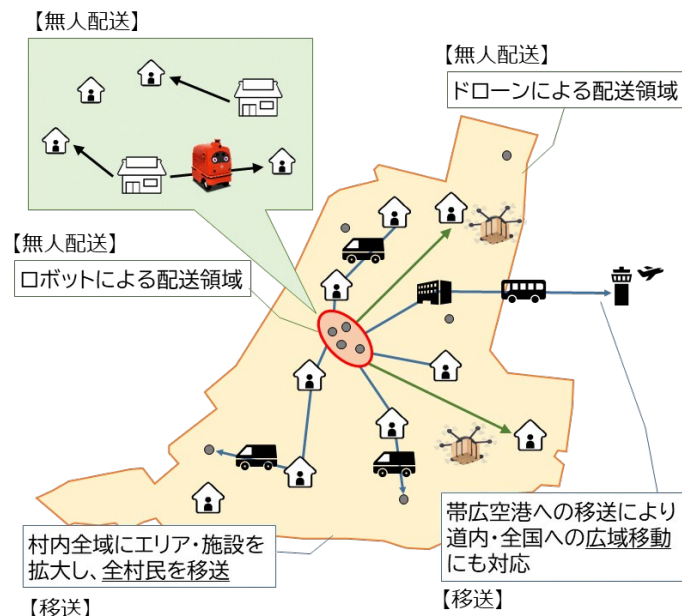 【無人配送】
【無人配送】
ドローンによる配送領域
【無人配送】
ロボットによる配送領域
村内全域にエリア・施設を
拡大し、全村民を移送
【移送】
帯広空港への移送により
道内・全国への広域移動
にも対応
【移送】